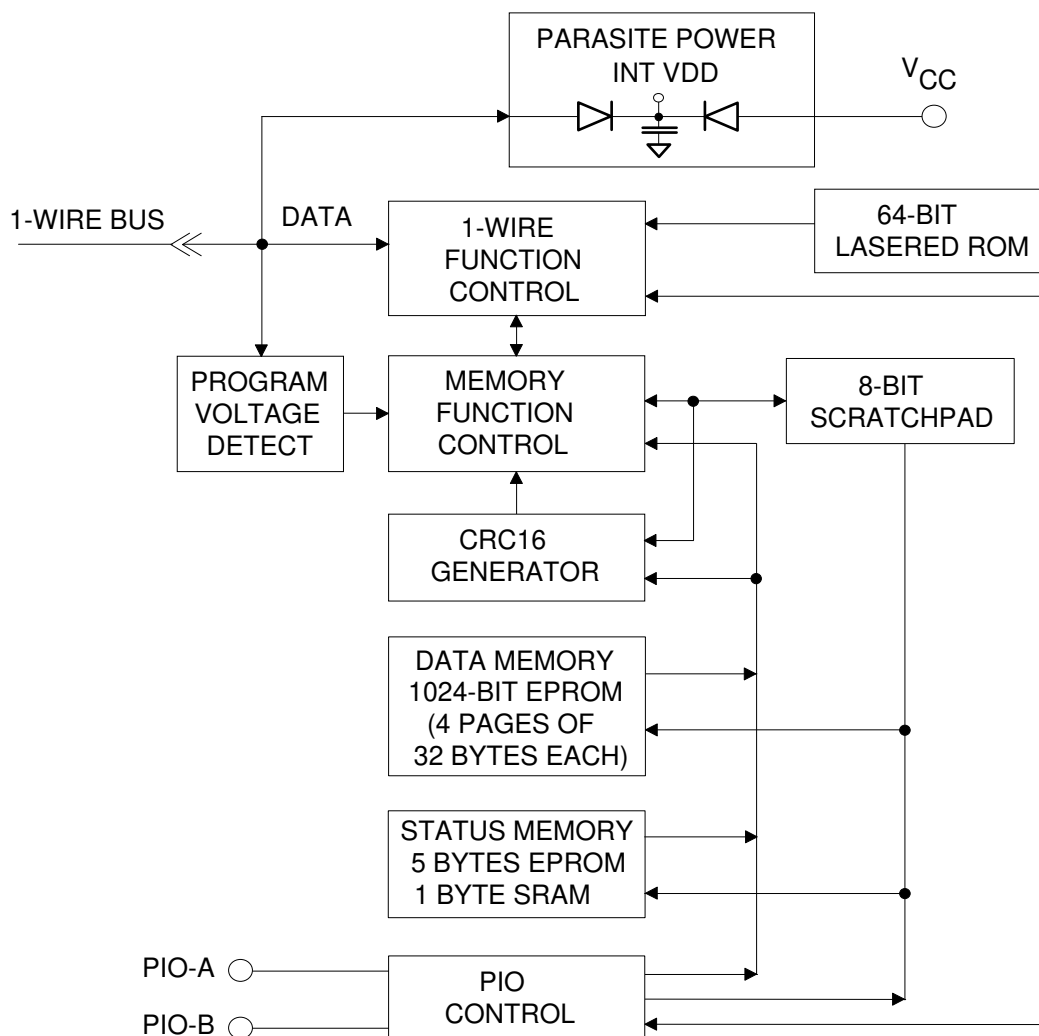 PARASITE POWER
INT VDD
VCC
1-WIRE BUS
DATA
1-WIRE
FUNCTION
CONTROL
64-BIT
LASERED ROM
PROGRAM
VOLTAGE
DETECT
MEMORY
FUNCTION
CONTROL
8-BIT
SCRATCHPAD
CRC16
GENERATOR
DATA MEMORY
1024-BIT EPROM
(4 PAGES OF
32 BYTES EACH)
STATUS MEMORY
5 BYTES EPROM
1 BYTE SRAM
PIO-A
PIO-B
PIO
CONTROL